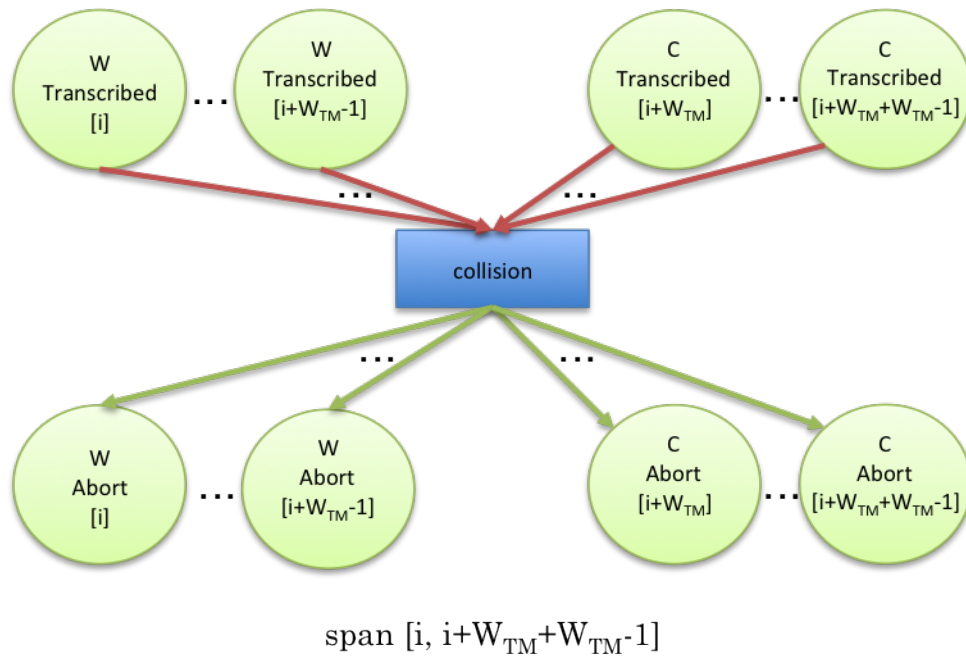 W
Transcribed
[i]
...
W
Transcribed
[i+W_TM-1]
C
Transcribed
[i+W_TM]
...
C
Transcribed
[i+W_TM+W_TM-1]
...
...
collision
...
...
W
Abort
[i]
...
W
Abort
[i+W_TM-1]
C
Abort
[i+W_TM]
...
C
Abort
[i+W_TM+W_TM-1]
span [i, i+W_TM+W_TM-1]